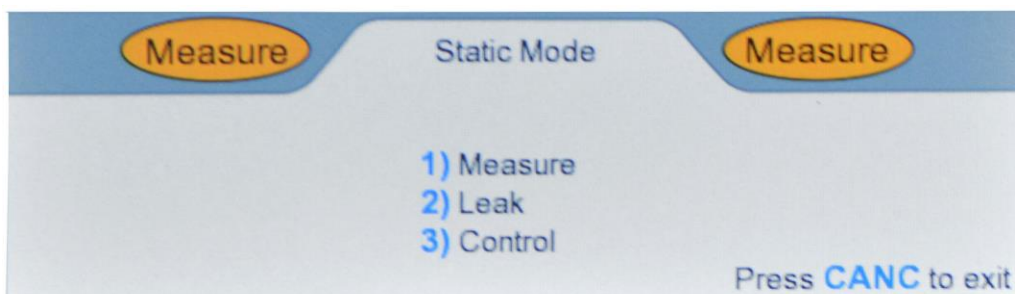 Measure Static Mode Measure
1) Measure
2) Leak
3) Control
Press CANC to exit